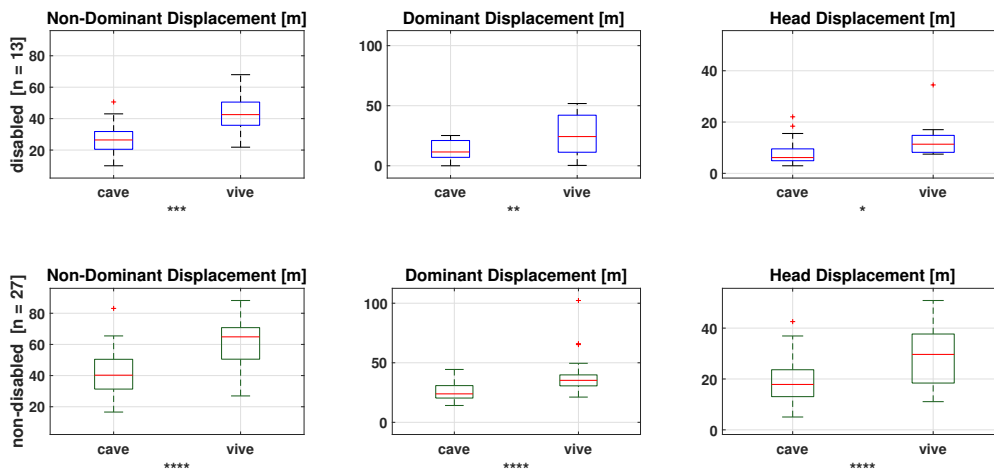 Non-Dominant Displacement [m]
Dominant Displacement [m]
Head Displacement [m]
disabled [n = 13]
80
60
40
20
cave
vive
***
100
50
0
cave
vive
**
40
20
0
cave
vive
*
Non-Dominant Displacement [m]
Dominant Displacement [m]
Head Displacement [m]
non-disabled [n = 27]
80
60
40
20
cave
vive
****
100
50
0
cave
vive
****
40
20
0
cave
vive
****